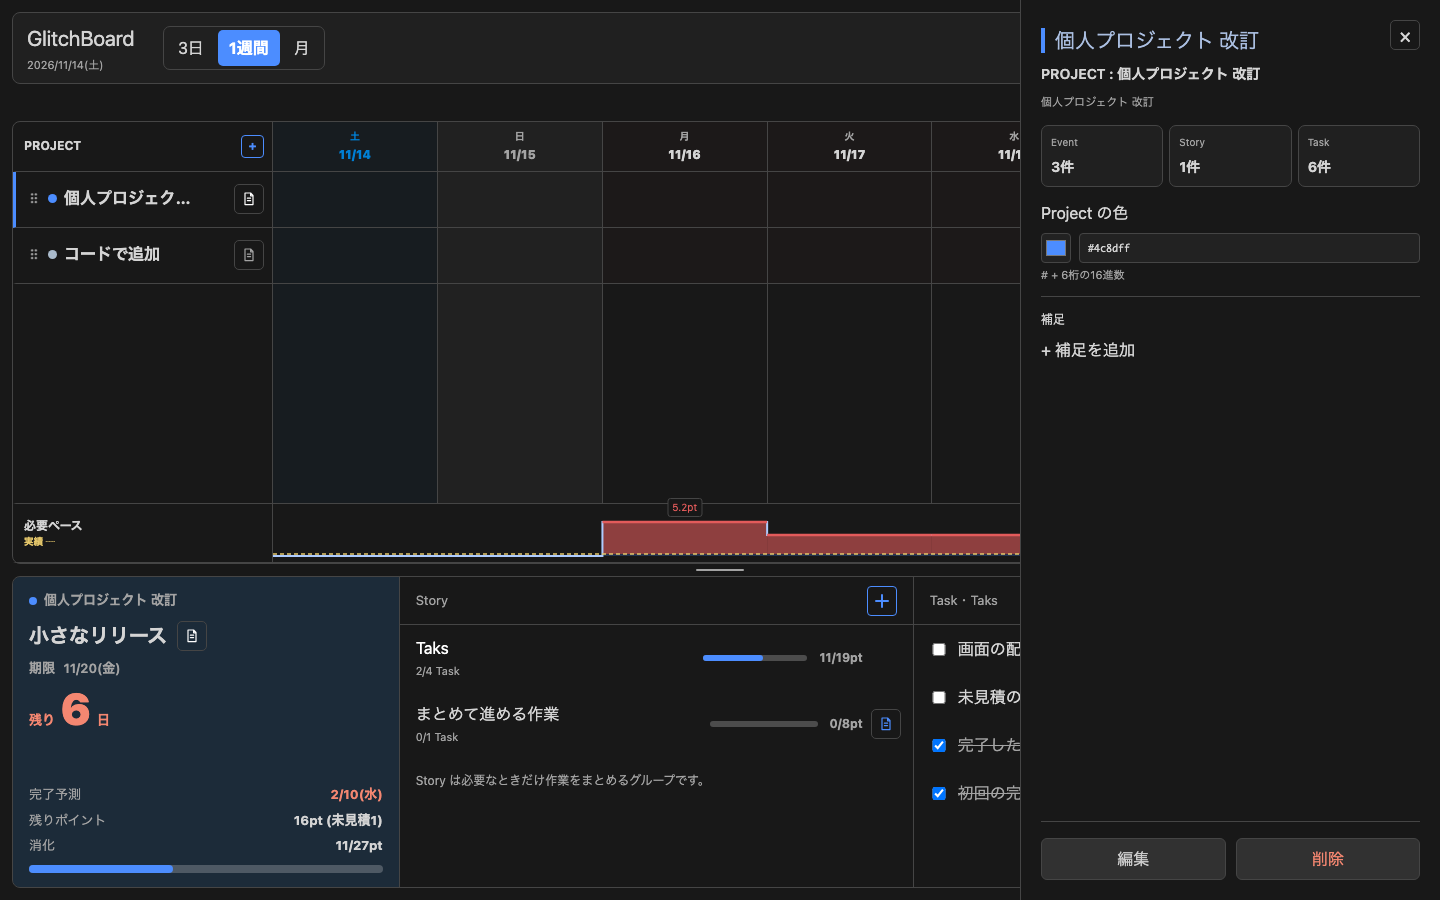 GlitchBoard
2026/11/14(土)
3日 1週間 月
PROJECT
+
土
11/14
日
11/15
月
11/16
火
11/17
水
個人プロジェク...
コードで追加
必要ペース
実績
5.2pt
個人プロジェクト 改訂
小さなリリース
期限 11/20(金)
残り 6 日
完了予測 2/10(水)
残りポイント 16pt (未見積1)
消化 11/27pt
Story
+
Taks
2/4 Task
11/19pt
まとめて進める作業
0/1 Task
0/8pt
Story は必要なときだけ作業をまとめるグループです。
Task・Taks
画面の配
未見積の
完了した
初回の完
個人プロジェクト 改訂
×
PROJECT : 個人プロジェクト 改訂
個人プロジェクト 改訂
Event
3件
Story
1件
Task
6件
Project の色
#4c8dff
# + 6桁の16進数
補足
+ 補足を追加
編集
削除